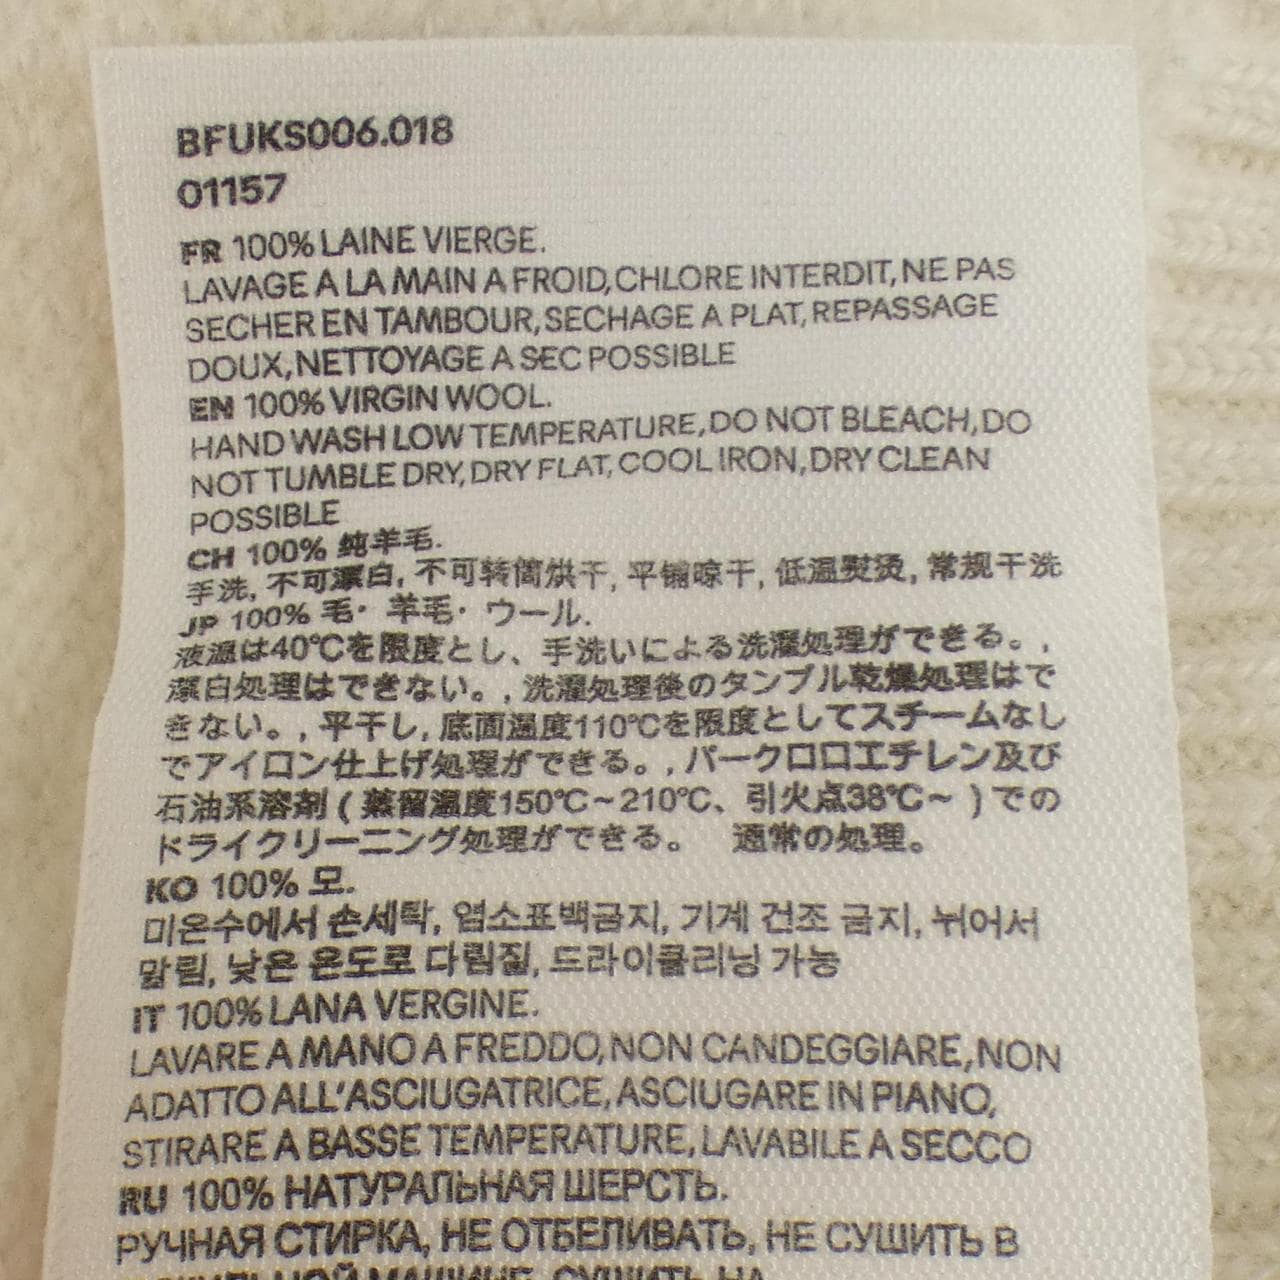 BFUKS006.018
01157
FR 100% LAINE VIERGE.
LAVAGE A LA MAIN A FROID,CHLORE INTERDIT,NE PAS
SECHER EN TAMBOUR,SECHAGE A PLAT,REPASSAGE
DOUX,NETTOYAGE A SEC POSSIBLE
EN 100% VIRGIN WOOL.
HAND WASH LOW TEMPERATURE,DO NOT BLEACH,DO
NOT TUMBLE DRY,DRY FLAT,COOL IRON,DRY CLEAN
POSSIBLE
CH 100% 纯羊毛.
手洗, 不可漂白, 不可转筒烘干, 平铺晾干, 低温熨烫, 常规干洗
JP 100% 毛・ 羊毛・ ウール.
液温は40℃を限度とし、手洗いによる洗濯処理ができる。,
漂白処理はできない。, 洗濯処理後のタンブル乾燥処理はで
きない。, 平干し, 底面温度110℃を限度としてスチームなし
でアイロン仕上げ処理ができる。, パークロロエチレン及び
石油系溶剤 ( 蒸留温度150℃~210℃、引火点38℃~ ) での
ドライクリーニング処理ができる。 通常の処理。
KO 100% 모.
미온수에서 손세탁, 염소표백금지, 기계 건조 금지, 뉘어서
말림, 낮은 온도로 다림질, 드라이클리닝 가능
IT 100% LANA VERGINE.
LAVARE A MANO A FREDDO,NON CANDEGGIARE,NON
ADATTO ALL'ASCIUGATRICE, ASCIUGARE IN PIANO,
STIRARE A BASSE TEMPERATURE, LAVABILE A SECCO
RU 100% НАТУРАЛЬНАЯ ШЕРСТЬ.
РУЧНАЯ СТИРКА, НЕ ОТБЕЛИВАТЬ, НЕ СУШИТЬ В
МАШИНЕ, СУШИТЬ НА